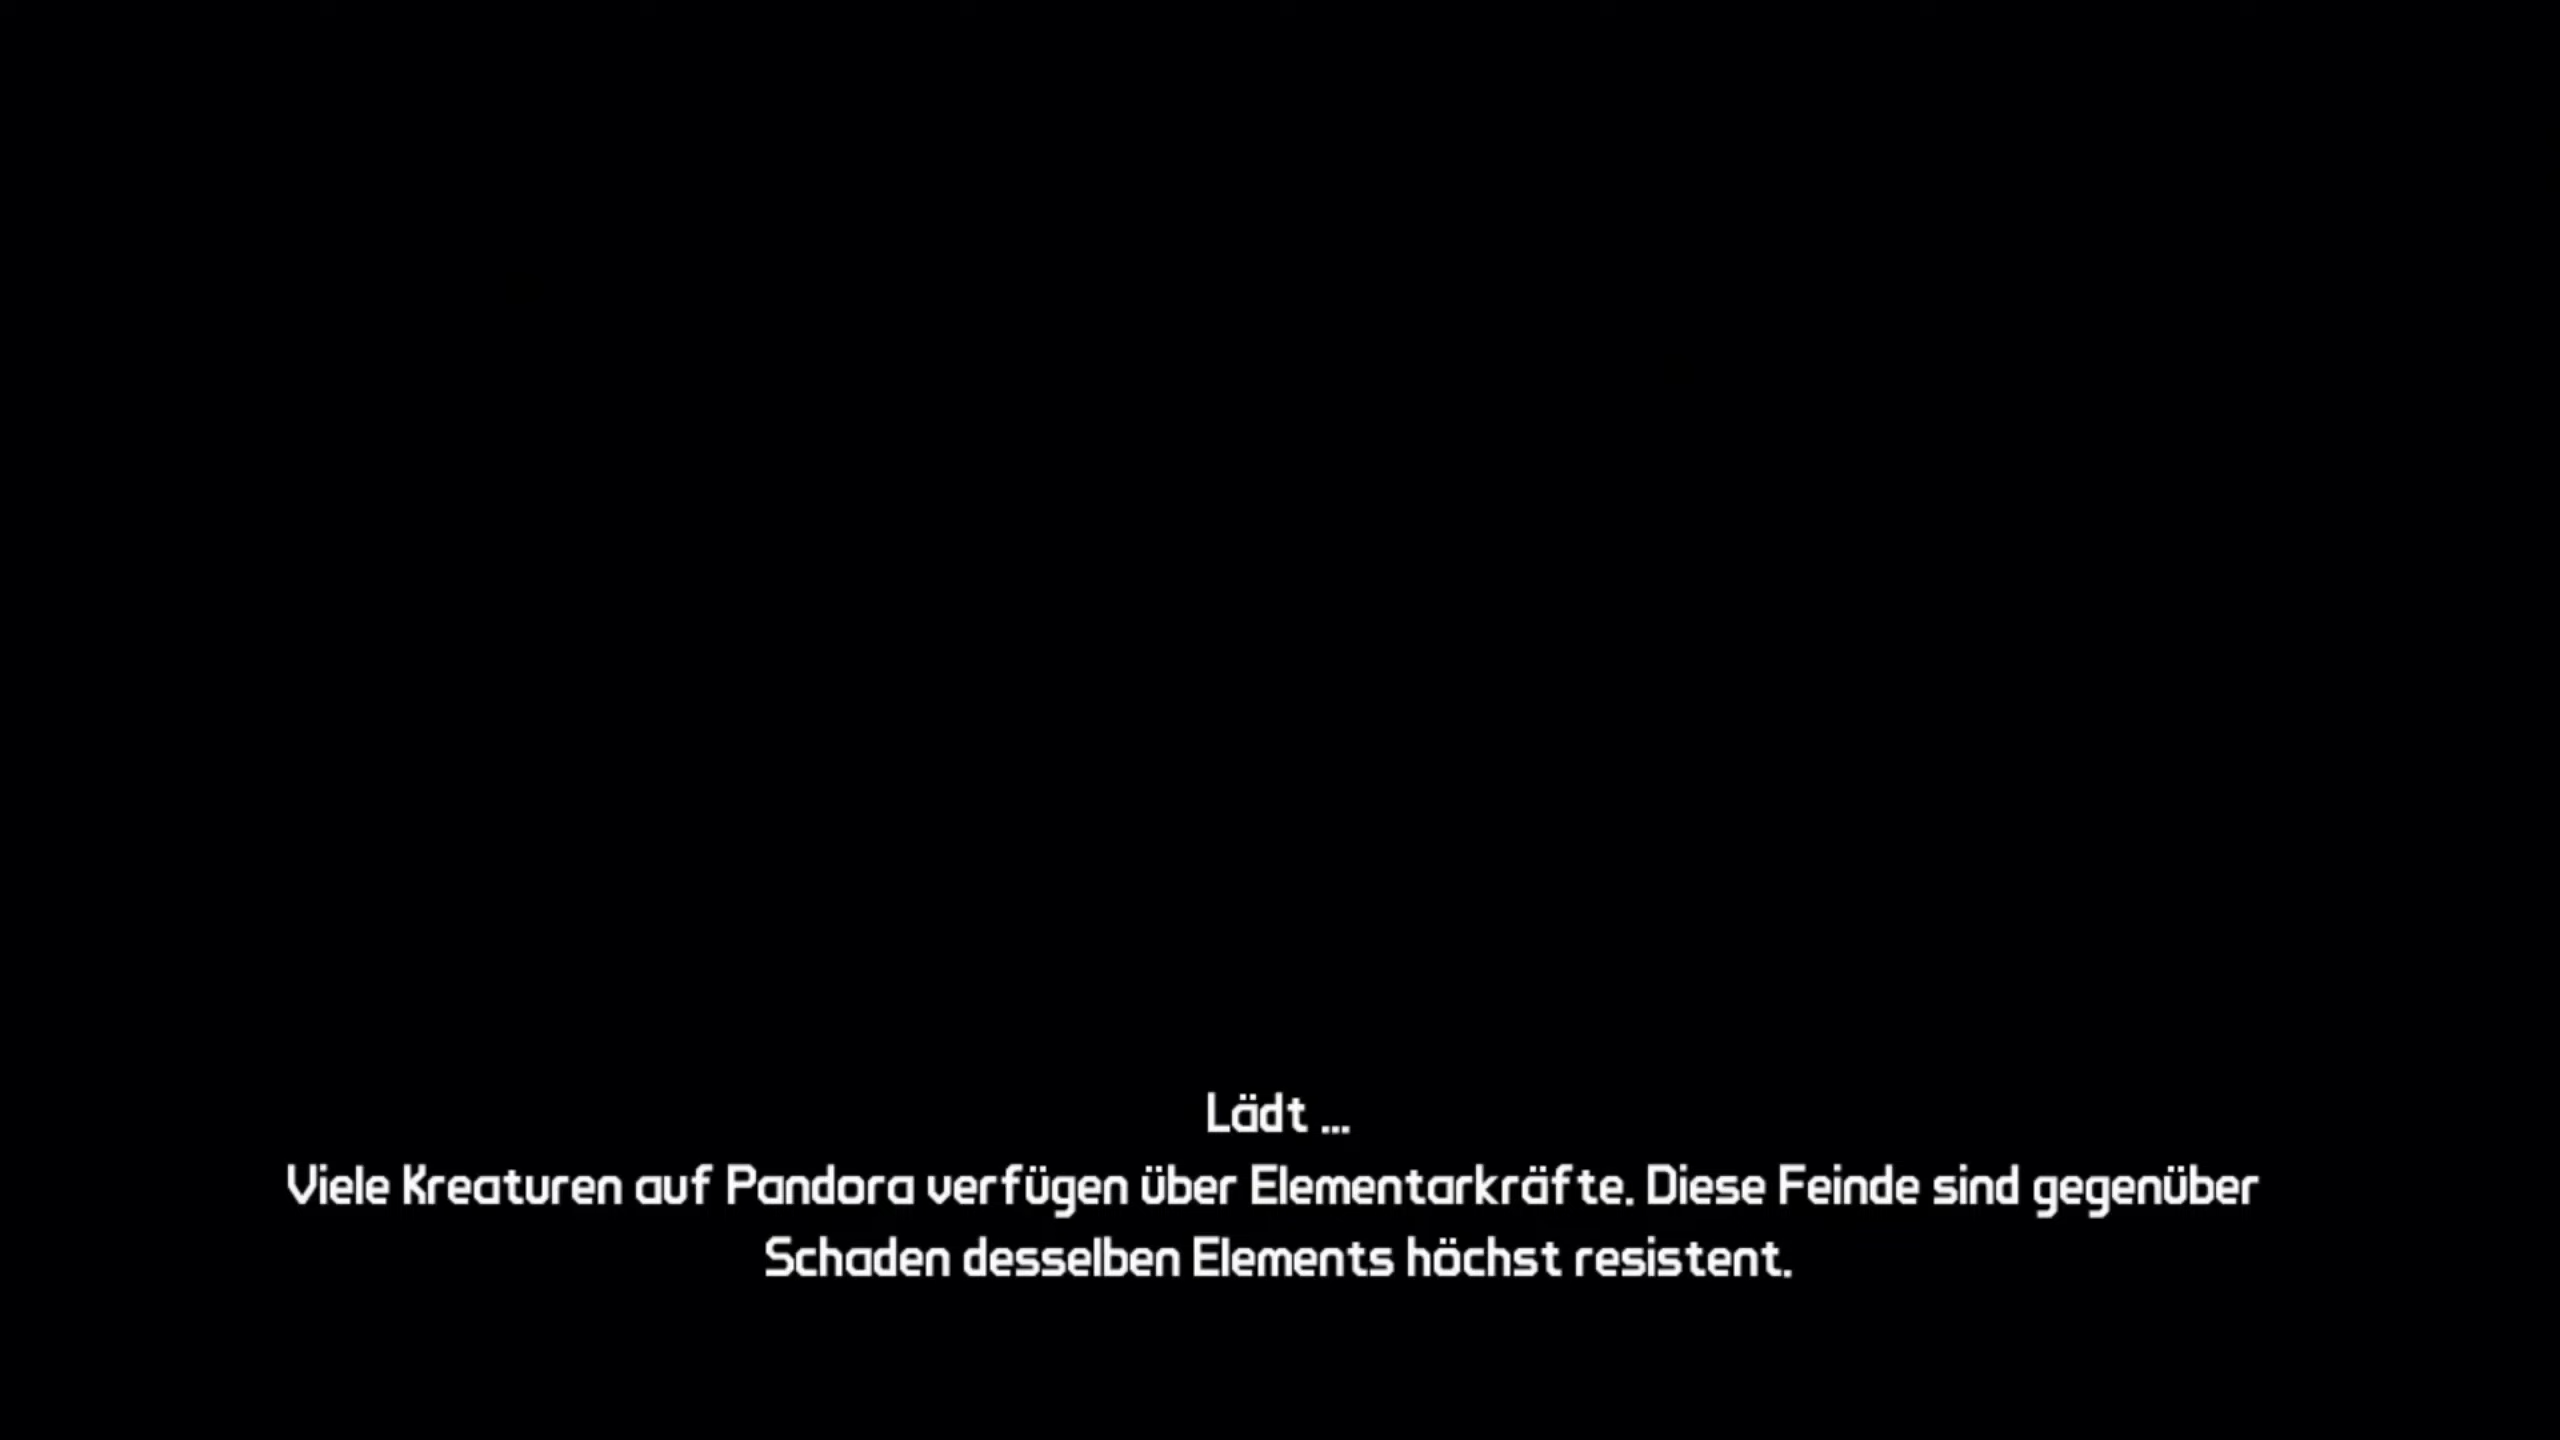 Lädt ...
Viele Kreaturen auf Pandora verfügen über Elementarkräfte. Diese Feinde sind gegenüber
Schaden desselben Elements höchst resistent.